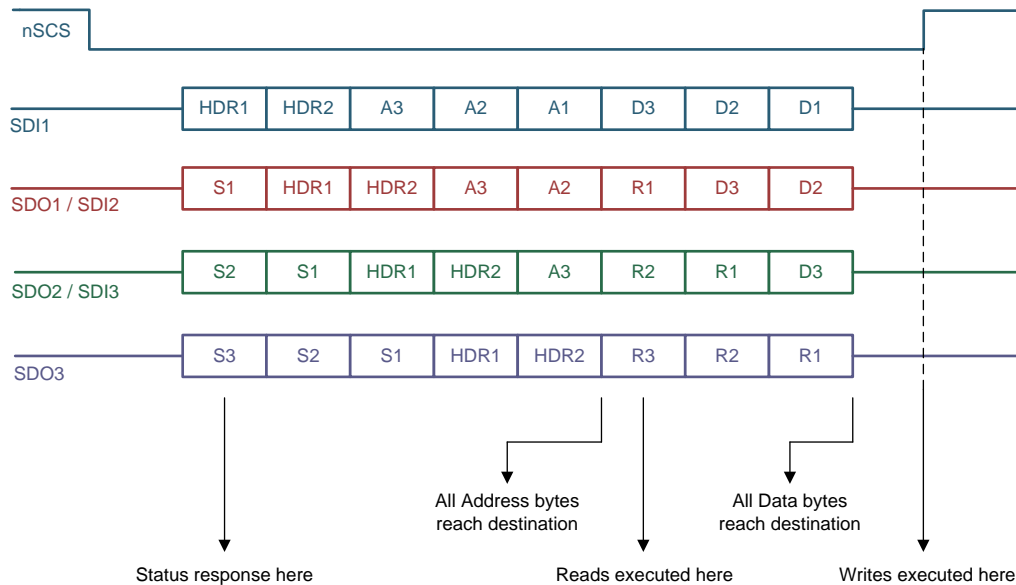 nSCS
HDR1 HDR2 A3 A2 A1 D3 D2 D1
SDI1
S1 HDR1 HDR2 A3 A2 R1 D3 D2
SDO1 / SDI2
S2 S1 HDR1 HDR2 A3 R2 R1 D3
SDO2 / SDI3
S3 S2 S1 HDR1 HDR2 R3 R2 R1
SDO3
All Address bytes
reach destination
All Data bytes
reach destination
Status response here
Reads executed here
Writes executed here